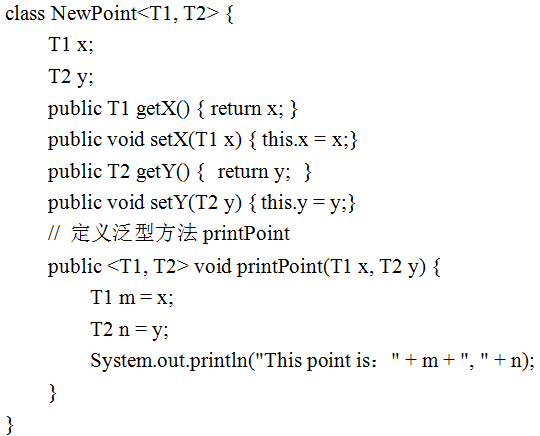 class NewPoint<T1, T2> {
T1 x;
T2 y;
public T1 getX() { return x; }
public void setX(T1 x) { this.x = x;}
public T2 getY() {  return y;  }
public void setY(T2 y) { this.y = y;}
//  定义泛型方法 printPoint
public <T1, T2> void printPoint(T1 x, T2 y) {
T1 m = x;
T2 n = y;
System.out.println("This point is：" + m + ", " + n);
}
}